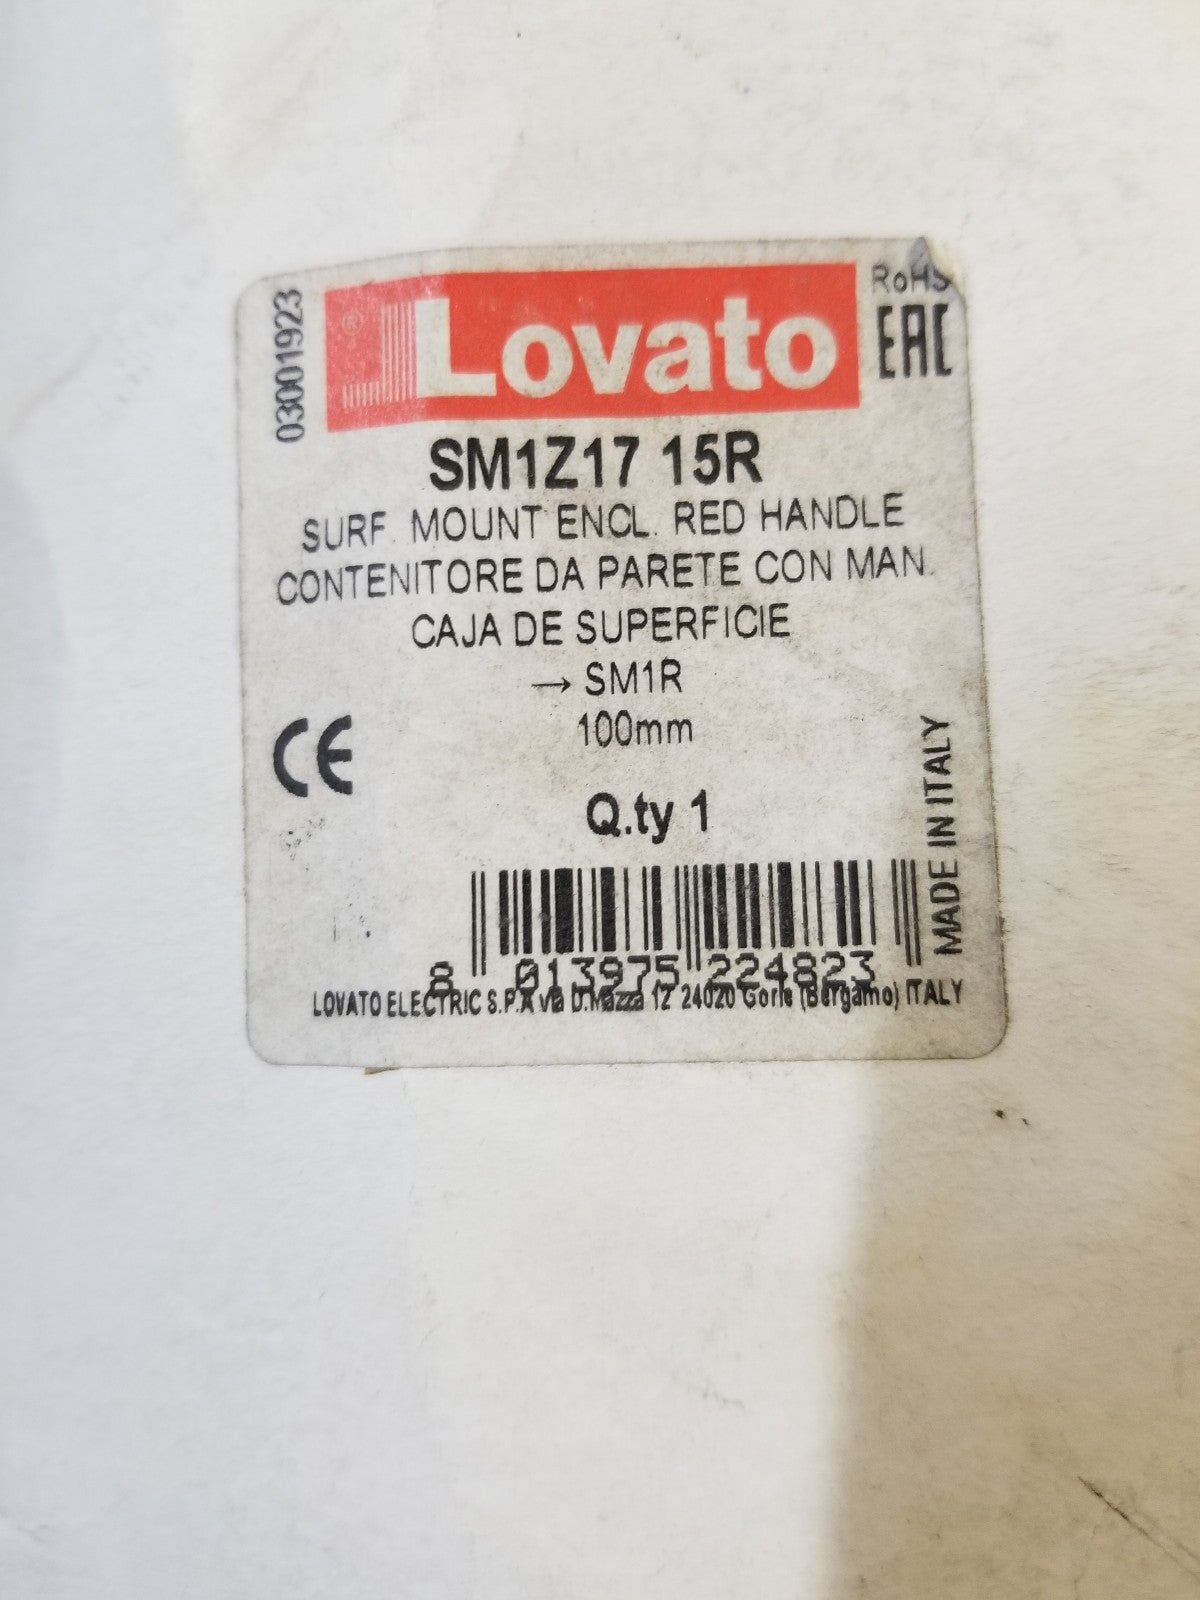 03001923
Lovato
®
RoHS
EAC
SM1Z17 15R
SURF. MOUNT ENCL. RED HANDLE
CONTENITORE DA PARETE CON MAN.
CAJA DE SUPERFICIE
→ SM1R
100mm
CE
Q.ty 1
MADE IN ITALY
8 013975 224823
LOVATO ELECTRIC S.P.A via D.Mazza 12 24020 Gorle (Bergamo) ITALY